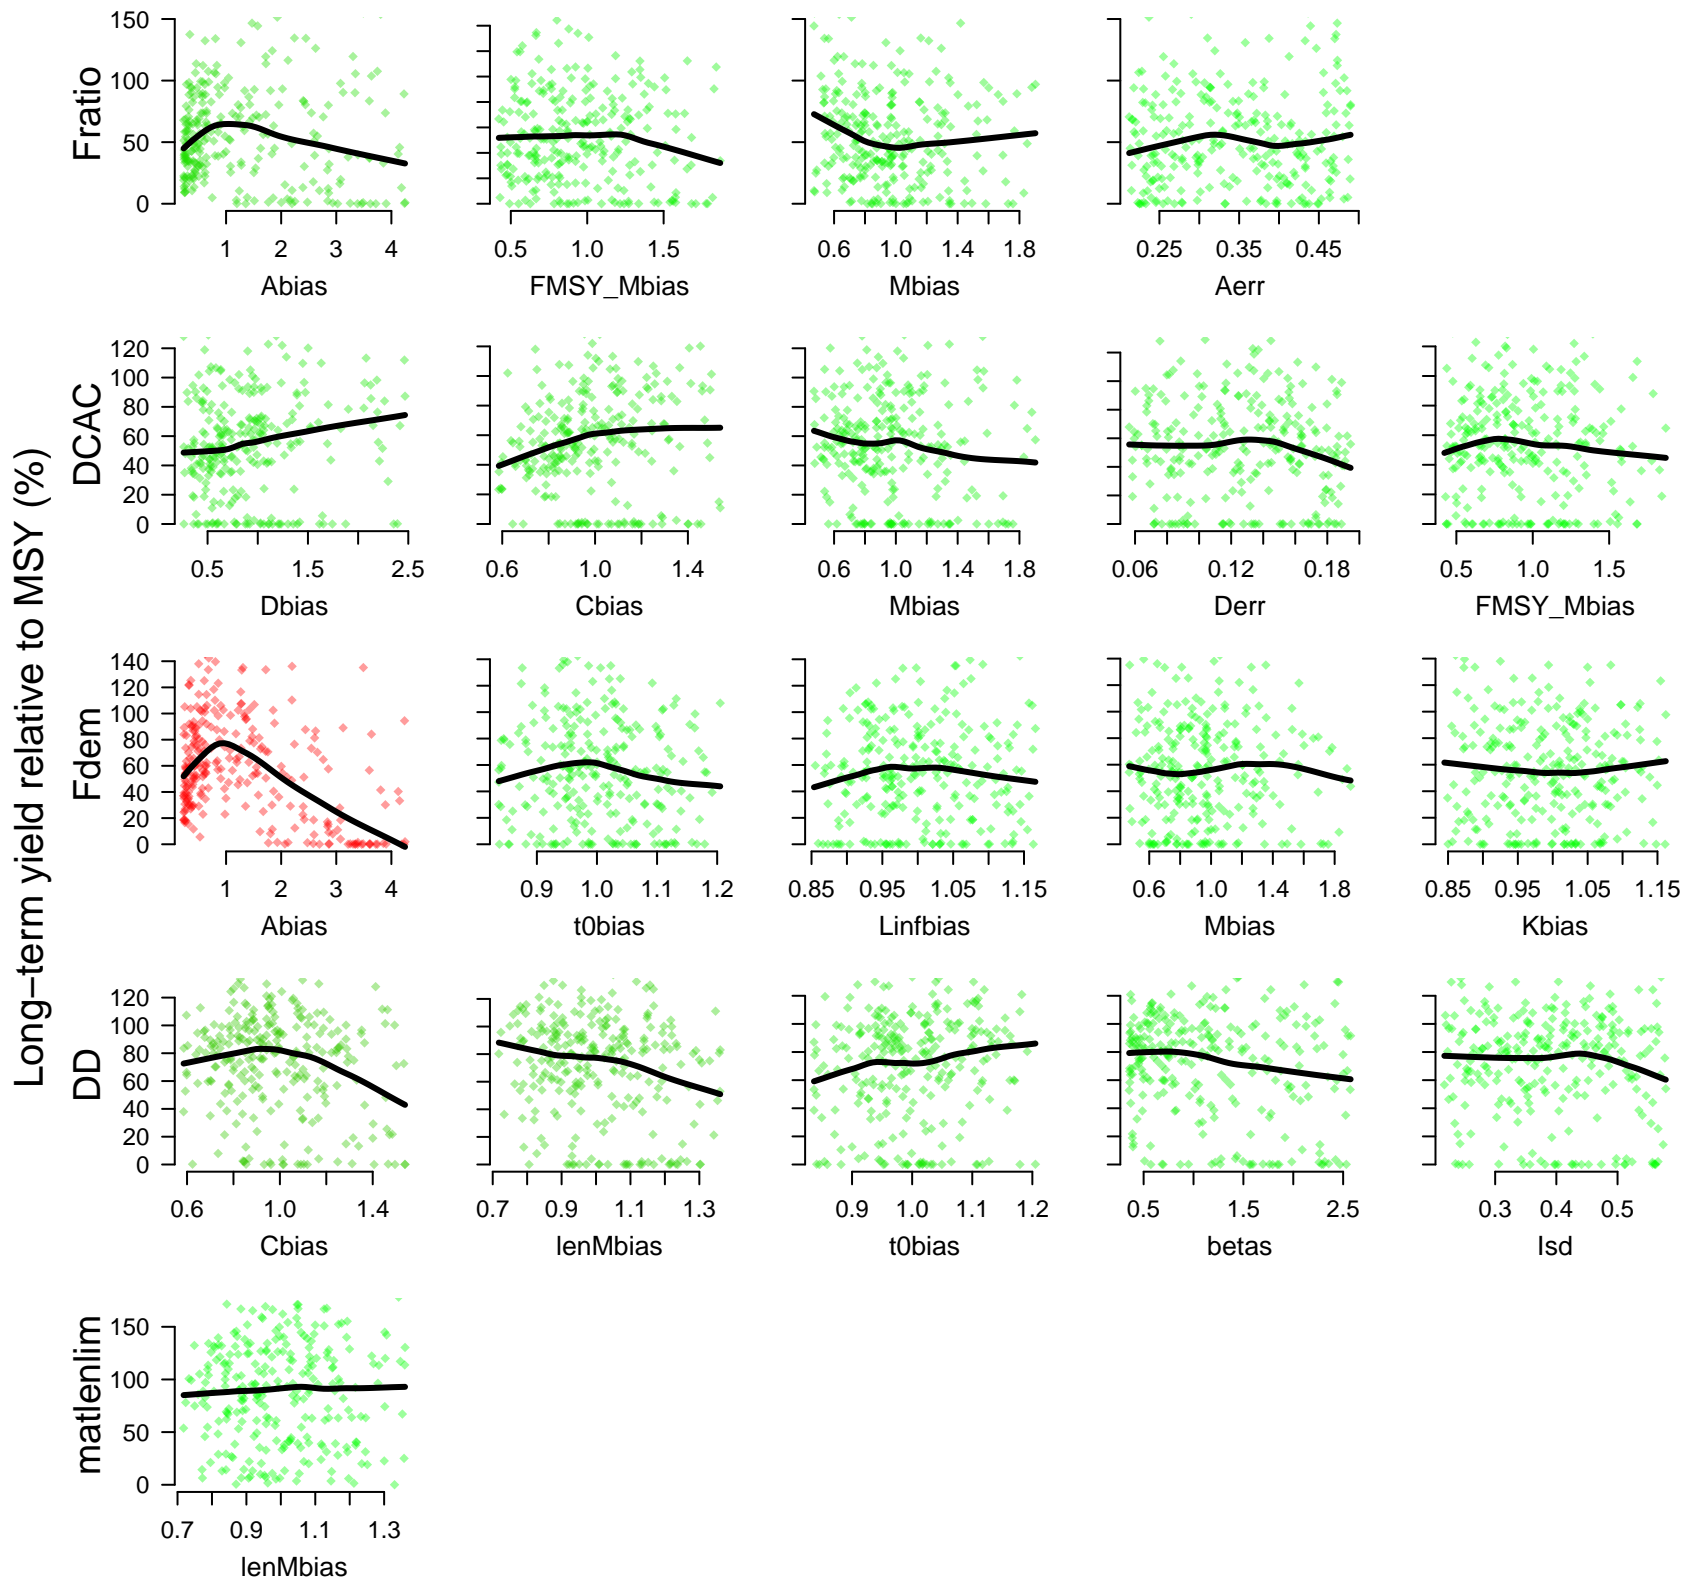 Long−term yield relative to MSY (%)
Fratio
150
100
50
0
1 2 3 4
Abias
0.5 1.0 1.5
FMSY_Mbias
0.6 1.0 1.4 1.8
Mbias
0.25 0.35 0.45
Aerr
DCAC
120
100
80
60
40
20
0
0.5 1.5 2.5
Dbias
0.6 1.0 1.4
Cbias
0.6 1.0 1.4 1.8
Mbias
0.06 0.12 0.18
Derr
0.5 1.0 1.5
FMSY_Mbias
Fdem
140
120
100
80
60
40
20
0
1 2 3 4
Abias
0.9 1.0 1.1 1.2
t0bias
0.85 0.95 1.05 1.15
Linfbias
0.6 1.0 1.4 1.8
Mbias
0.85 0.95 1.05 1.15
Kbias
DD
120
100
80
60
40
20
0
0.6 1.0 1.4
Cbias
0.7 0.9 1.1 1.3
lenMbias
0.9 1.0 1.1 1.2
t0bias
0.5 1.5 2.5
betas
0.3 0.4 0.5
Isd
matlenlim
150
100
50
0
0.7 0.9 1.1 1.3
lenMbias